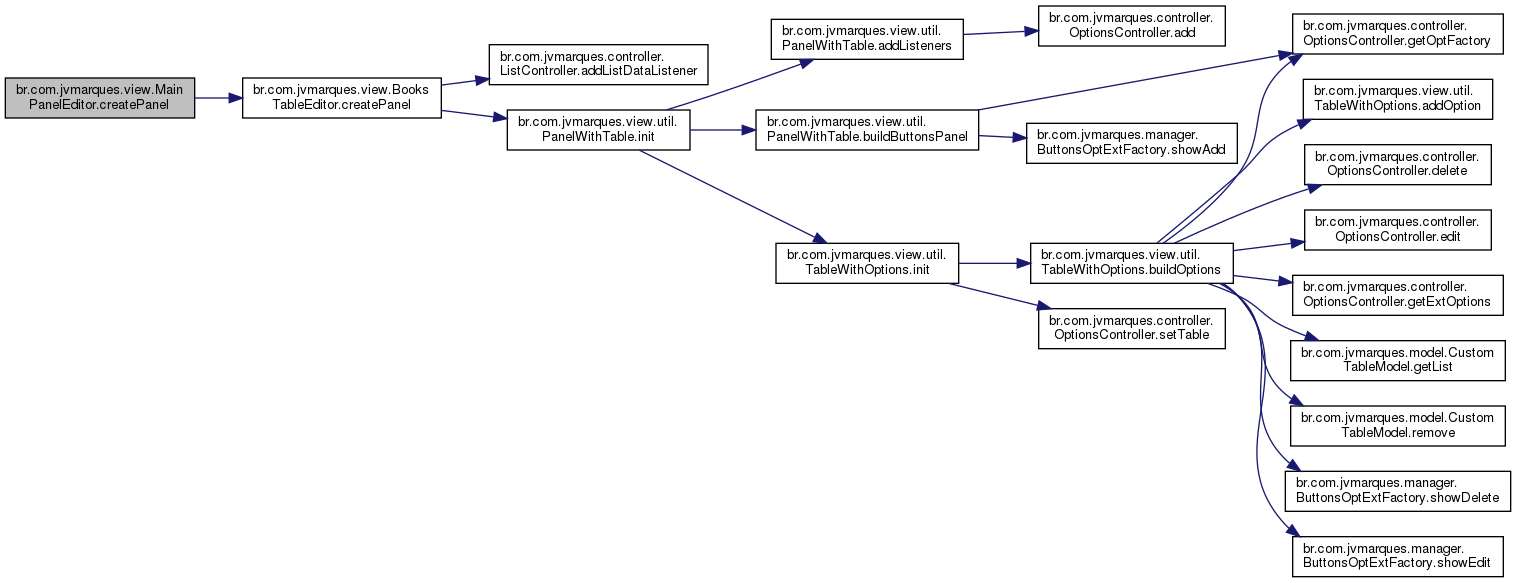 br.com.jvmarques.view.Main
PanelEditor.createPanel
br.com.jvmarques.view.Books
TableEditor.createPanel
br.com.jvmarques.controller.
ListController.addListDataListener
br.com.jvmarques.view.util.
PanelWithTable.init
br.com.jvmarques.view.util.
PanelWithTable.addListeners
br.com.jvmarques.view.util.
PanelWithTable.buildButtonsPanel
br.com.jvmarques.view.util.
TableWithOptions.init
br.com.jvmarques.controller.
OptionsController.add
br.com.jvmarques.manager.
ButtonsOptExtFactory.showAdd
br.com.jvmarques.view.util.
TableWithOptions.buildOptions
br.com.jvmarques.controller.
OptionsController.setTable
br.com.jvmarques.controller.
OptionsController.getOptFactory
br.com.jvmarques.view.util.
TableWithOptions.addOption
br.com.jvmarques.controller.
OptionsController.delete
br.com.jvmarques.controller.
OptionsController.edit
br.com.jvmarques.controller.
OptionsController.getExtOptions
br.com.jvmarques.model.Custom
TableModel.getList
br.com.jvmarques.model.Custom
TableModel.remove
br.com.jvmarques.manager.
ButtonsOptExtFactory.showDelete
br.com.jvmarques.manager.
ButtonsOptExtFactory.showEdit